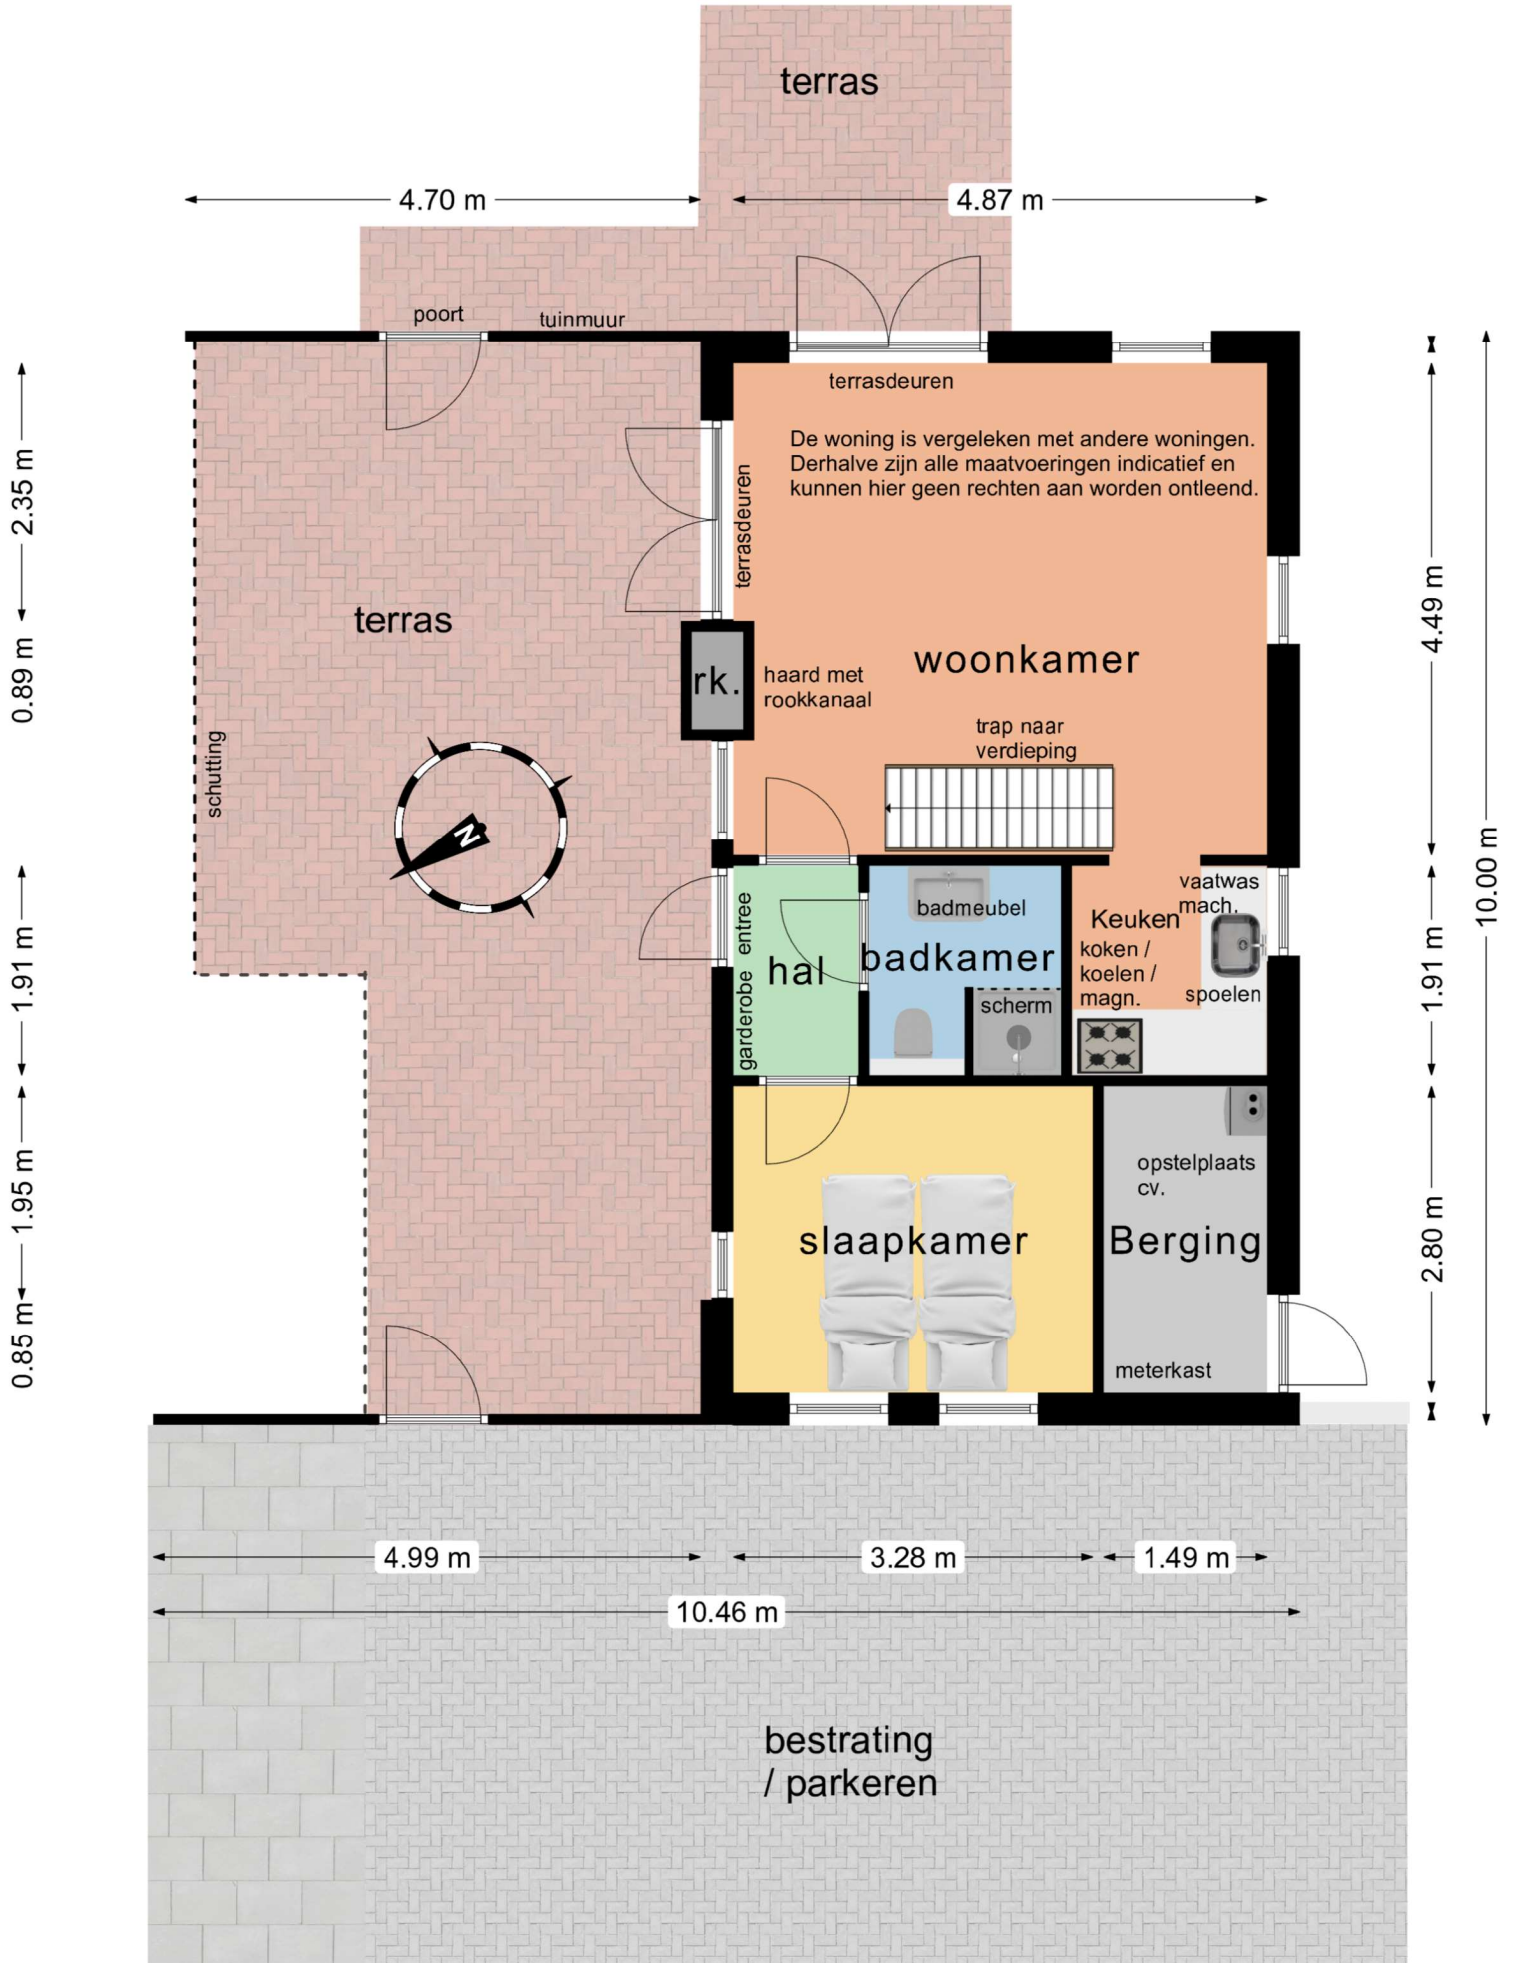 terras
4.70 m
4.87 m
poort
tuinmuur
terrasdeuren
De woning is vergeleken met andere woningen.
Derhalve zijn alle maatvoeringen indicatief en
kunnen hier geen rechten aan worden ontleend.
2.35 m
terrasdeuren
4.49 m
terras
0.89 m
woonkamer
rk.
haard met
rookkanaal
trap naar
verdieping
schutting
N
10.00 m
vaatwas
mach.
badmeubel
Keuken
entree
1.91 m
koken /
koelen /
magn.
badkamer
hal
1.91 m
spoelen
scherm
garderobe
opstelplaats
cv.
1.95 m
slaapkamer
Berging
2.80 m
0.85 m
meterkast
4.99 m
3.28 m
1.49 m
10.46 m
bestrating
/ parkeren